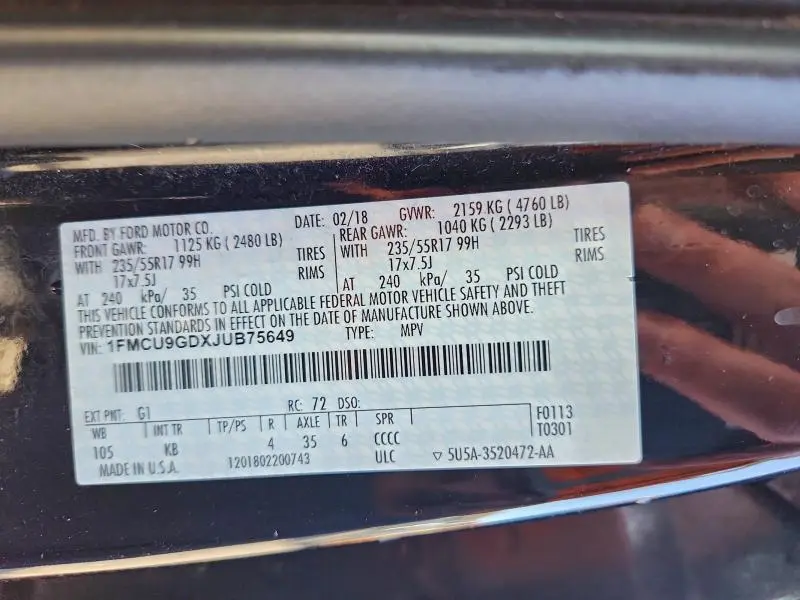 MFD. BY FORD MOTOR CO. DATE: 02/18 GVWR: 2159 KG ( 4760 LB)
FRONT GAWR: 1125 KG ( 2480 LB) REAR GAWR: 1040 KG ( 2293 LB)
WITH 235/55R17 99H TIRES WITH 235/55R17 99H TIRES
17x7.5J RIMS 17x7.5J RIMS
AT 240 kPa/ 35 PSI COLD AT 240 kPa/ 35 PSI COLD
THIS VEHICLE CONFORMS TO ALL APPLICABLE FEDERAL MOTOR VEHICLE SAFETY AND THEFT
PREVENTION STANDARDS IN EFFECT ON THE DATE OF MANUFACTURE SHOWN ABOVE.
VIN: 1FMCU9GDXJUB75649 TYPE: MPV
EXT PNT: G1 RC: 72 DSO: F0113
WB INT TR TP/PS R AXLE TR SPR T0301
105 KB 4 35 6 CCCC
MADE IN U.S.A. 1201802200743 ULC ▽ 5U5A-3520472-AA